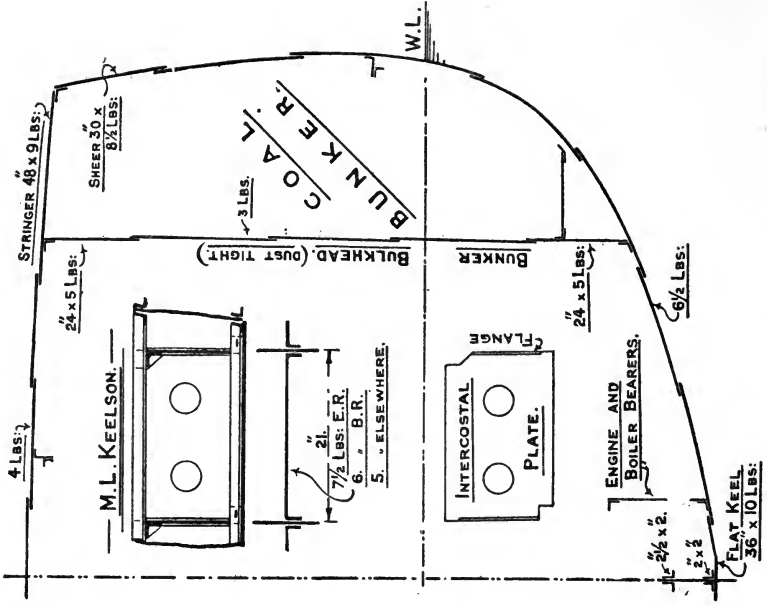 STRINGER 48" x 9 LBS:
SHEER 30" x
8½ LBS:
COAL
BUNKER.
3 LBS.
W.L.
4 LBS:
24" x 5 LBS:
BULKHEAD. (DUST TIGHT.)
BUNKER
M.L. KEELSON.
21."
7½ LBS: E.R.
6. " B.R.
5. " ELSEWHERE.
FLANGE
INTERCOSTAL
PLATE.
24" x 5 LBS:
6½ LBS:
ENGINE AND
BOILER BEARERS.
2½" x 2."
2" x 2"
FLAT KEEL
36" x 10 LBS: